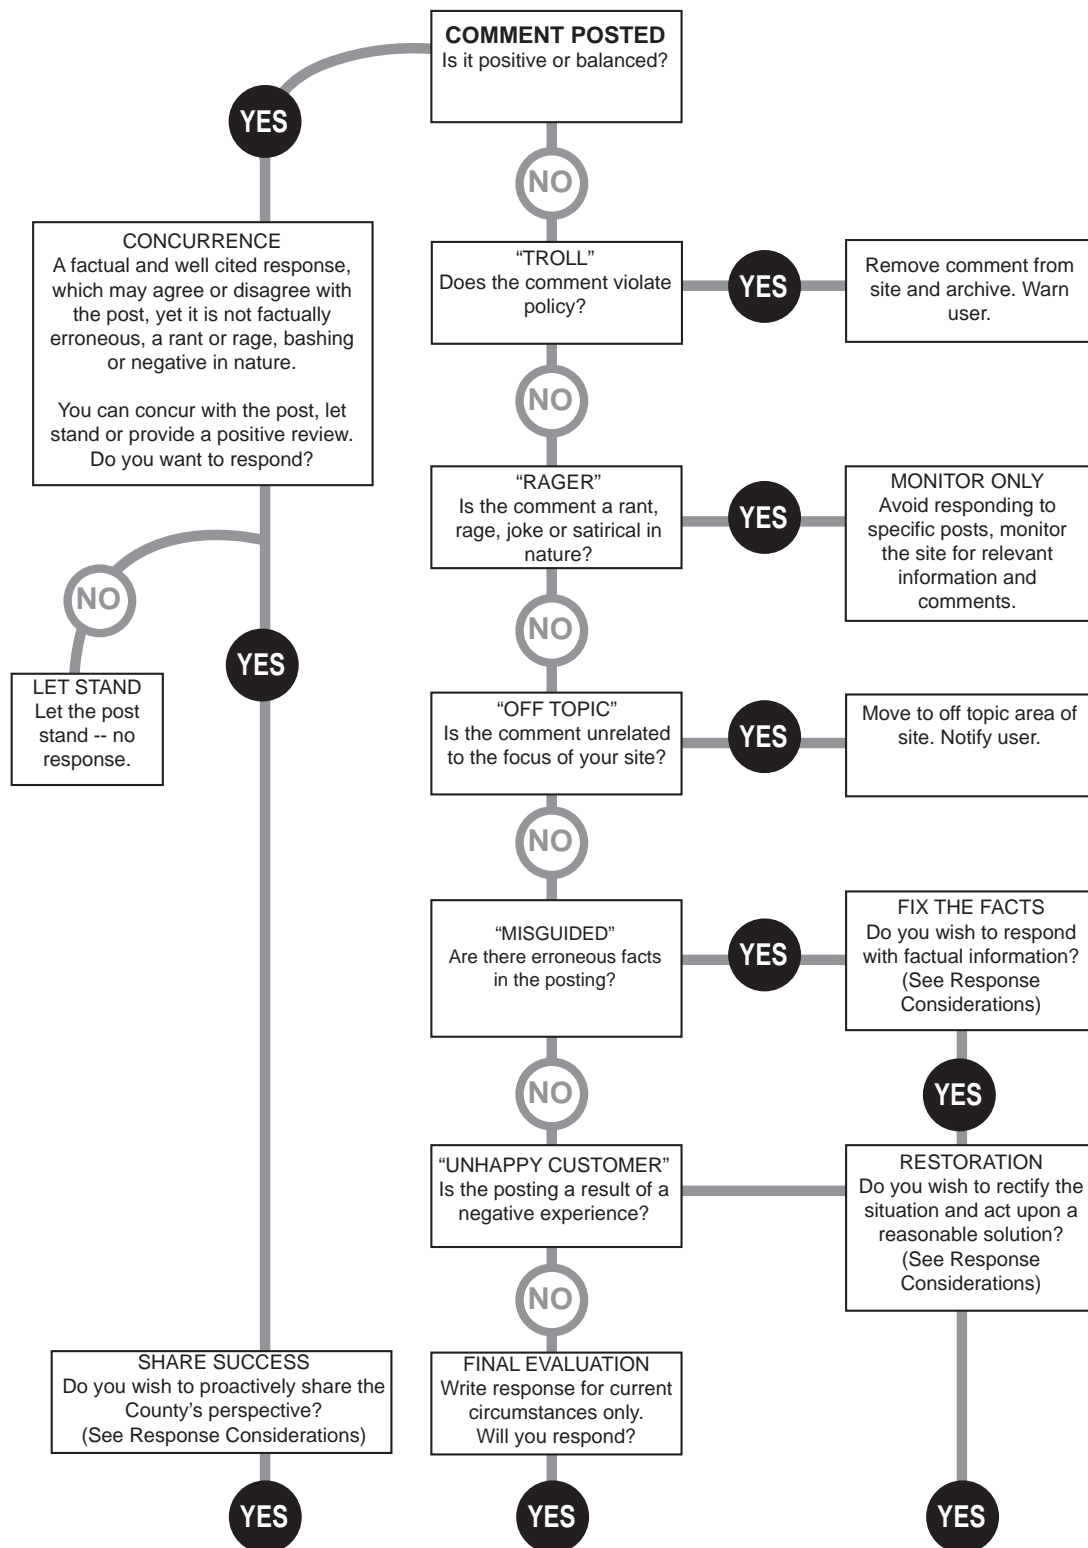 COMMENT POSTED
Is it positive or balanced?
YES
NO
CONCURRENCE
A factual and well cited response,
which may agree or disagree with
the post, yet it is not factually
erroneous, a rant or rage, bashing
or negative in nature.
You can concur with the post, let
stand or provide a positive review.
Do you want to respond?
“TROLL”
Does the comment violate
policy?
YES
Remove comment from
site and archive. Warn
user.
NO
“RAGER”
Is the comment a rant,
rage, joke or satirical in
nature?
YES
MONITOR ONLY
Avoid responding to
specific posts, monitor
the site for relevant
information and
comments.
NO
NO
YES
LET STAND
Let the post
stand -- no
response.
“OFF TOPIC”
Is the comment unrelated
to the focus of your site?
YES
Move to off topic area of
site. Notify user.
NO
“MISGUIDED”
Are there erroneous facts
in the posting?
YES
FIX THE FACTS
Do you wish to respond
with factual information?
(See Response
Considerations)
NO
YES
“UNHAPPY CUSTOMER”
Is the posting a result of a
negative experience?
RESTORATION
Do you wish to rectify the
situation and act upon a
reasonable solution?
(See Response
Considerations)
NO
SHARE SUCCESS
Do you wish to proactively share the
County’s perspective?
(See Response Considerations)
FINAL EVALUATION
Write response for current
circumstances only.
Will you respond?
YES
YES
YES